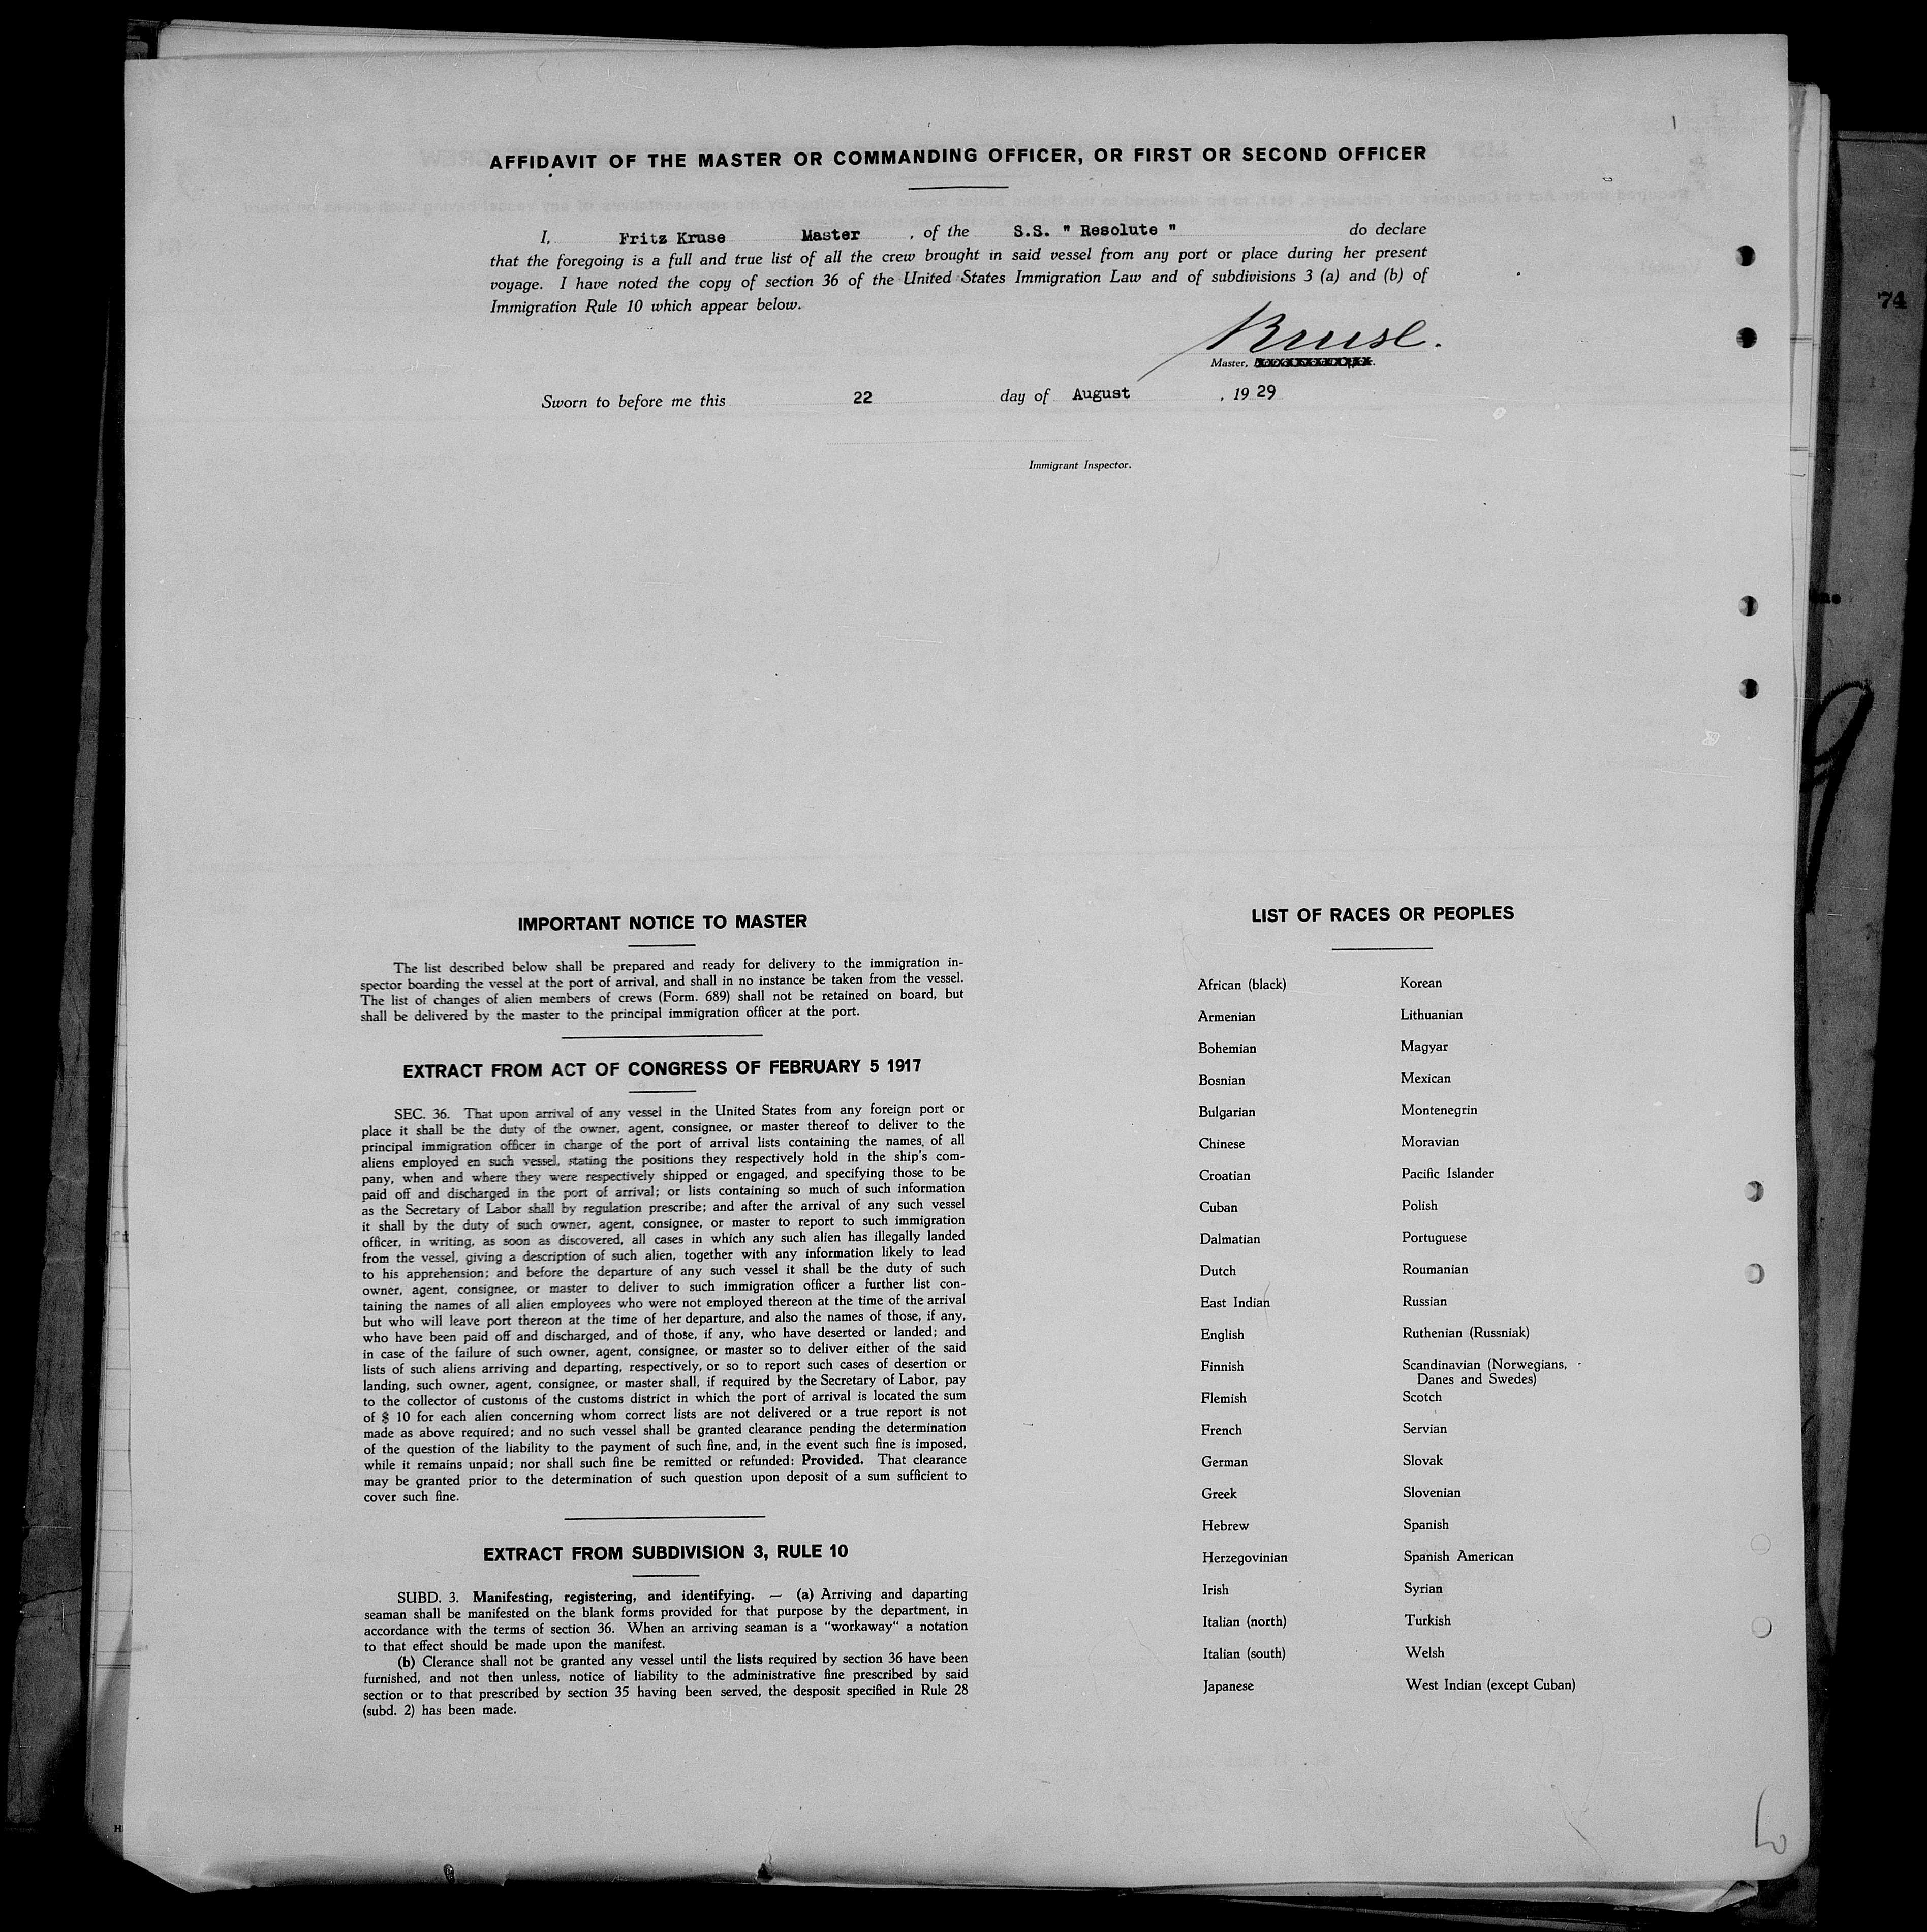 AFFIDAVIT OF THE MASTER OR COMMANDING OFFICER, OR FIRST OR SECOND OFFICER
I, Fritz Kruse Master , of the S.S. " Resolute " do declare
that the foregoing is a full and true list of all the crew brought in said vessel from any port or place during her present
voyage. I have noted the copy of section 36 of the United States Immigration Law and of subdivisions 3 (a) and (b) of
Immigration Rule 10 which appear below.
Kruse.
Master,
Sworn to before me this 22 day of August , 19 29
Immigrant Inspector.
74
IMPORTANT NOTICE TO MASTER
The list described below shall be prepared and ready for delivery to the immigration in-
spector boarding the vessel at the port of arrival, and shall in no instance be taken from the vessel.
The list of changes of alien members of crews (Form. 689) shall not be retained on board, but
shall be delivered by the master to the principal immigration officer at the port.
EXTRACT FROM ACT OF CONGRESS OF FEBRUARY 5 1917
SEC. 36. That upon arrival of any vessel in the United States from any foreign port or
place it shall be the duty of the owner, agent, consignee, or master thereof to deliver to the
principal immigration officer in charge of the port of arrival lists containing the names of all
aliens employed en such vessel, stating the positions they respectively hold in the ship's com-
pany, when and where they were respectively shipped or engaged, and specifying those to be
paid off and discharged in the port of arrival; or lists containing so much of such information
as the Secretary of Labor shall by regulation prescribe; and after the arrival of any such vessel
it shall by the duty of such owner, agent, consignee, or master to report to such immigration
officer, in writing, as soon as discovered, all cases in which any such alien has illegally landed
from the vessel, giving a description of such alien, together with any information likely to lead
to his apprehension; and before the departure of any such vessel it shall be the duty of such
owner, agent, consignee, or master to deliver to such immigration officer a further list con-
taining the names of all alien employees who were not employed thereon at the time of the arrival
but who will leave port thereon at the time of her departure, and also the names of those, if any,
who have been paid off and discharged, and of those, if any, who have deserted or landed; and
in case of the failure of such owner, agent, consignee, or master so to deliver either of the said
lists of such aliens arriving and departing, respectively, or so to report such cases of desertion or
landing, such owner, agent, consignee, or master shall, if required by the Secretary of Labor, pay
to the collector of customs of the customs district in which the port of arrival is located the sum
of $ 10 for each alien concerning whom correct lists are not delivered or a true report is not
made as above required; and no such vessel shall be granted clearance pending the determination
of the question of the liability to the payment of such fine, and, in the event such fine is imposed,
while it remains unpaid; nor shall such fine be remitted or refunded: Provided. That clearance
may be granted prior to the determination of such question upon deposit of a sum sufficient to
cover such fine.
EXTRACT FROM SUBDIVISION 3, RULE 10
SUBD. 3. Manifesting, registering, and identifying. — (a) Arriving and daparting
seaman shall be manifested on the blank forms provided for that purpose by the department, in
accordance with the terms of section 36. When an arriving seaman is a "workaway" a notation
to that effect should be made upon the manifest.
(b) Clerance shall not be granted any vessel until the lists required by section 36 have been
furnished, and not then unless, notice of liability to the administrative fine prescribed by said
section or to that prescribed by section 35 having been served, the desposit specified in Rule 28
(subd. 2) has been made.
LIST OF RACES OR PEOPLES
African (black)
Armenian
Bohemian
Bosnian
Bulgarian
Chinese
Croatian
Cuban
Dalmatian
Dutch
East Indian
English
Finnish
Flemish
French
German
Greek
Hebrew
Herzegovinian
Irish
Italian (north)
Italian (south)
Japanese
Korean
Lithuanian
Magyar
Mexican
Montenegrin
Moravian
Pacific Islander
Polish
Portuguese
Roumanian
Russian
Ruthenian (Russniak)
Scandinavian (Norwegians,
Danes and Swedes)
Scotch
Servian
Slovak
Slovenian
Spanish
Spanish American
Syrian
Turkish
Welsh
West Indian (except Cuban)